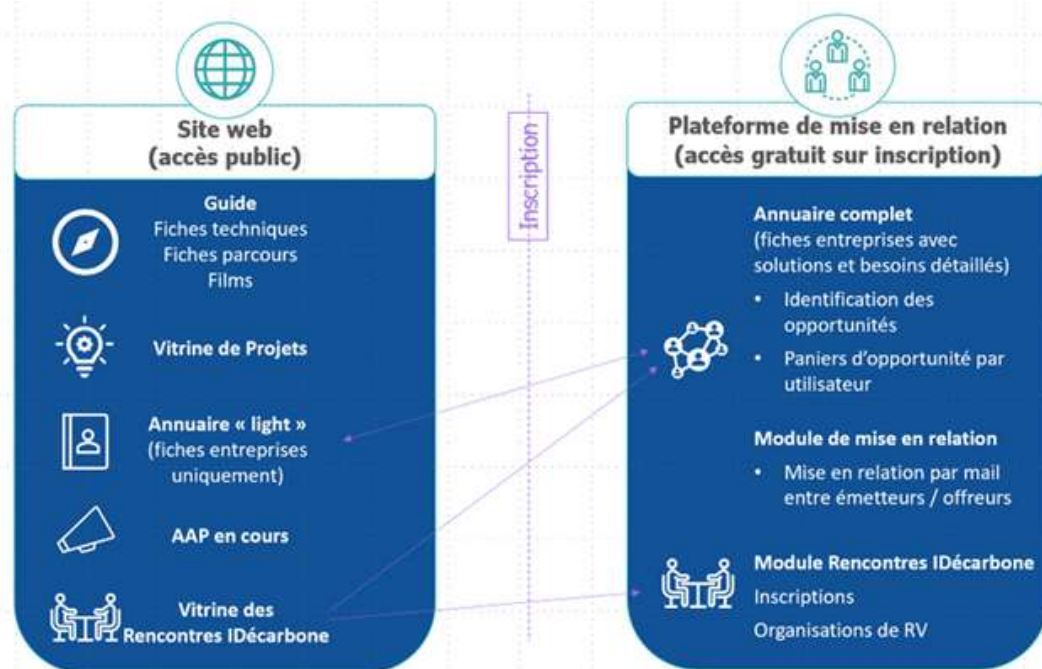 Site web
(accès public)
Guide
Fiches techniques
Fiches parcours
Films
Vitrine de Projets
Annuaire « light »
(fiches entreprises
uniquement)
AAP en cours
Vitrine des
Rencontres IDécarbone
Inscription
Plateforme de mise en relation
(accès gratuit sur inscription)
Annuaire complet
(fiches entreprises avec
solutions et besoins détaillés)
• Identification des
opportunités
• Paniers d'opportunité par
utilisateur
Module de mise en relation
• Mise en relation par mail
entre émetteurs / offreurs
Module Rencontres IDécarbone
Inscriptions
Organisations de RV